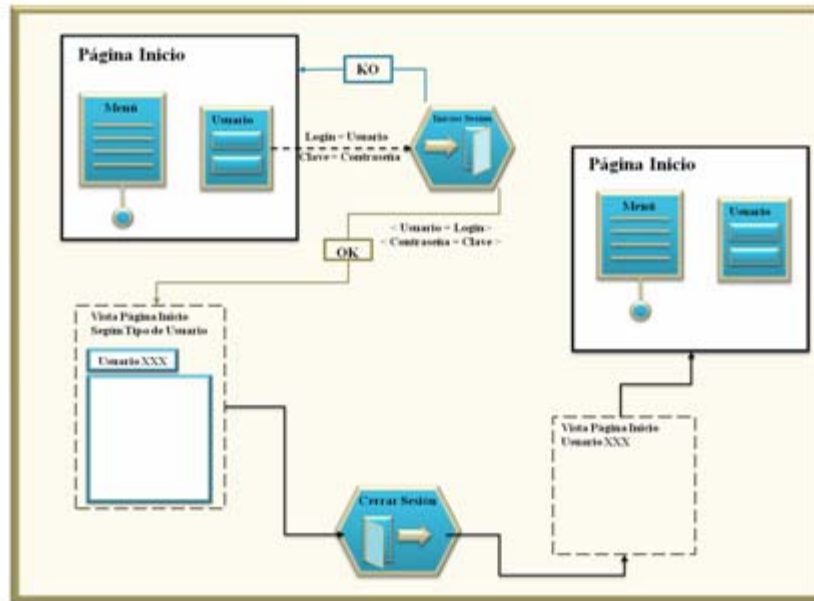 Página Inicio
KO
Menú
Usuario
Iniciar Sesión
Login = Usuario
Clave = Contraseña
Página Inicio
Menú
Usuario
< Usuario = Login >
< Contraseña = Clave >
OK
Vista Página Inicio
Según Tipo de Usuario
Usuario XXX
Vista Página Inicio
Usuario XXX
Cerrar Sesión